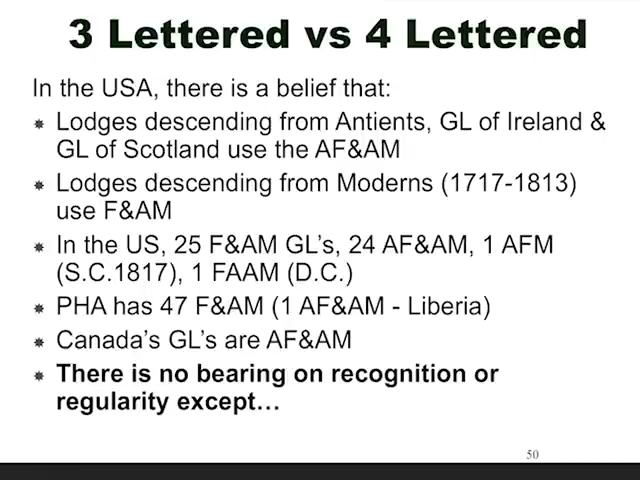 3 Lettered vs 4 Lettered
In the USA, there is a belief that:
✷ Lodges descending from Antients, GL of Ireland &
GL of Scotland use the AF&AM
✷ Lodges descending from Moderns (1717-1813)
use F&AM
✷ In the US, 25 F&AM GL's, 24 AF&AM, 1 AFM
(S.C.1817), 1 FAAM (D.C.)
✷ PHA has 47 F&AM (1 AF&AM - Liberia)
✷ Canada's GL's are AF&AM
✷ There is no bearing on recognition or
regularity except…
50